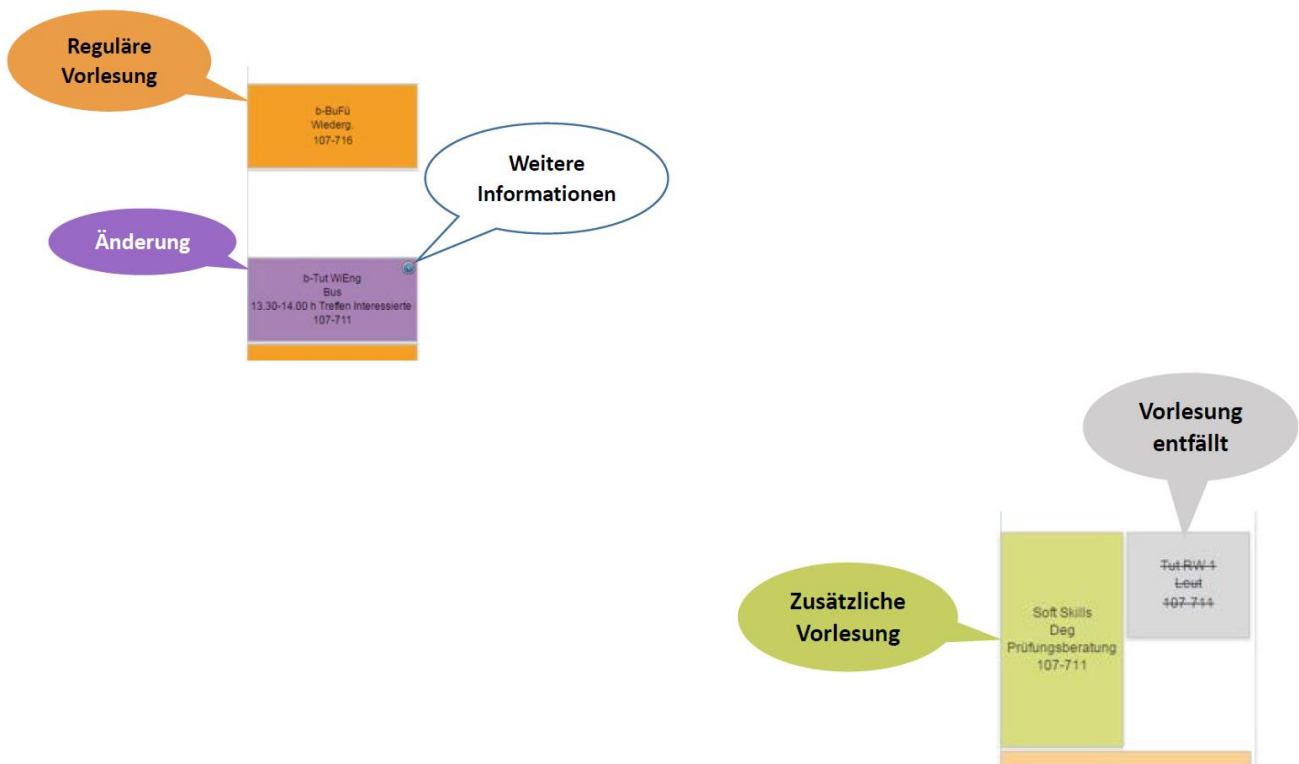 Reguläre
Vorlesung
b-BuFü
Wiederg.
107-716
Weitere
Informationen
Änderung
b-Tut WiEng
Bus
13.30-14.00 h Treffen Interessierte
107-711
Vorlesung
entfällt
Tut RW 1
Leut
107-711
Zusätzliche
Vorlesung
Soft Skills
Deg
Prüfungsberatung
107-711